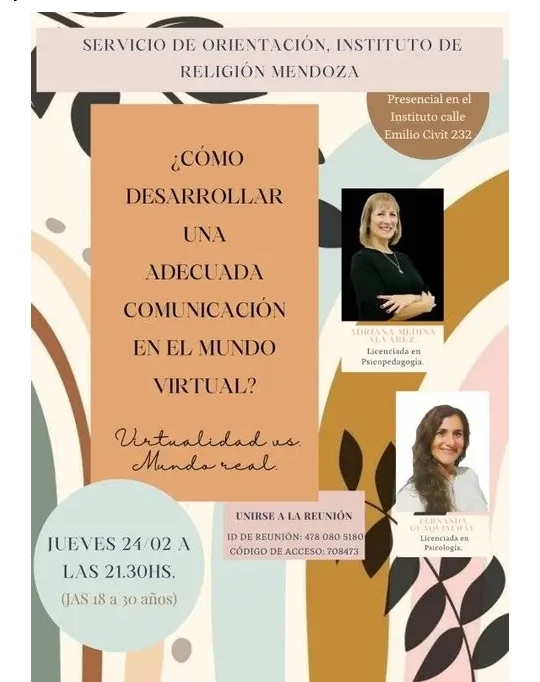 SERVICIO DE ORIENTACIÓN, INSTITUTO DE
RELIGIÓN MENDOZA
Presencial en el
Instituto calle
Emilio Civit 232
¿CÓMO
DESARROLLAR
UNA
ADECUADA
COMUNICACIÓN
EN EL MUNDO
VIRTUAL?
Virtualidad vs.
Mundo real.
ADRIANA MEDINA
ALVAREZ.
Licenciada en
Psicopedagogía.
FERNANDA
Licenciada en
Psicología.
UNIRSE A LA REUNIÓN
ID DE REUNIÓN: 478 080 5180
CÓDIGO DE ACCESO: 708473
JUEVES 24/02 A
LAS 21.30HS.
(JAS 18 a 30 años)